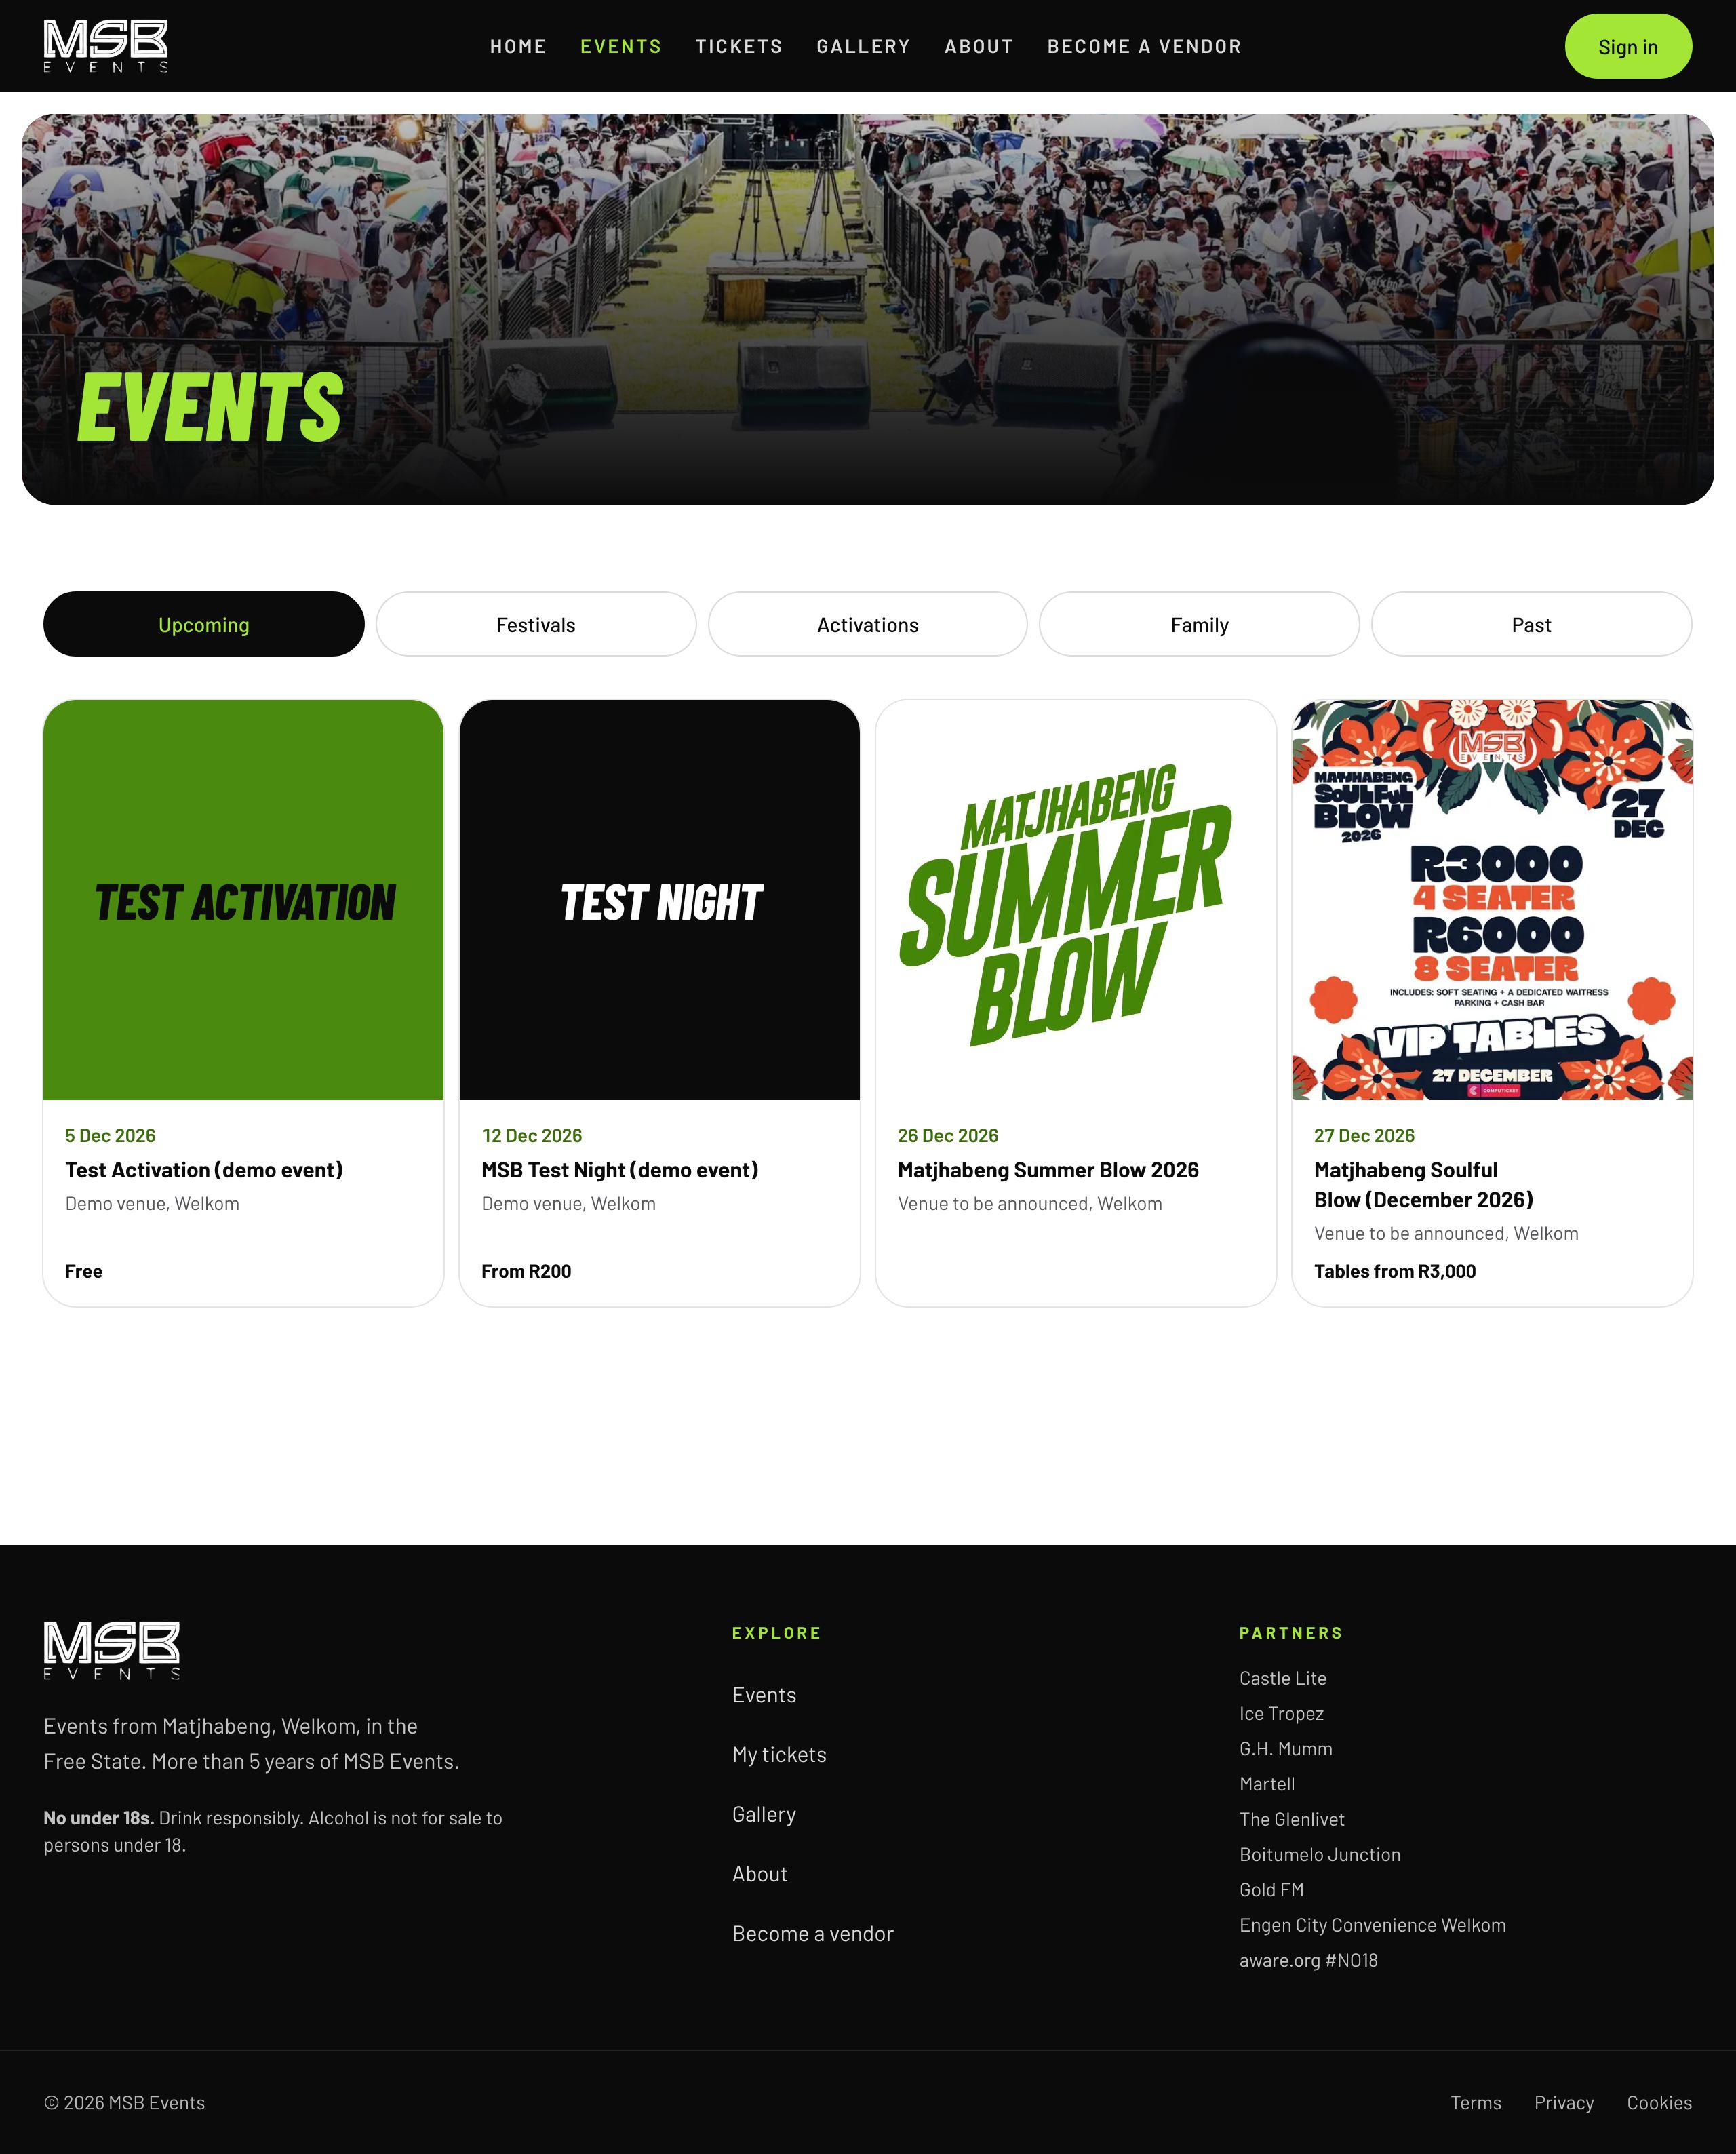 MSB
EVENTS
HOME EVENTS TICKETS GALLERY ABOUT BECOME A VENDOR
Sign in
EVENTS
Upcoming
Festivals
Activations
Family
Past
TEST ACTIVATION
5 Dec 2026
Test Activation (demo event)
Demo venue, Welkom
Free
TEST NIGHT
12 Dec 2026
MSB Test Night (demo event)
Demo venue, Welkom
From R200
MATJHABENG
SUMMER
BLOW
26 Dec 2026
Matjhabeng Summer Blow 2026
Venue to be announced, Welkom
MSB
EVENTS
MATJHABENG
SOULFUL
BLOW
2026
27
DEC
R3000
4 SEATER
R6000
8 SEATER
INCLUDES: SOFT SEATING + A DEDICATED WAITRESS
PARKING + CASH BAR
VIP TABLES
27 DECEMBER
COMPUTICKET
27 Dec 2026
Matjhabeng Soulful
Blow (December 2026)
Venue to be announced, Welkom
Tables from R3,000
MSB
EVENTS
Events from Matjhabeng, Welkom, in the
Free State. More than 5 years of MSB Events.
No under 18s. Drink responsibly. Alcohol is not for sale to
persons under 18.
EXPLORE
Events
My tickets
Gallery
About
Become a vendor
PARTNERS
Castle Lite
Ice Tropez
G.H. Mumm
Martell
The Glenlivet
Boitumelo Junction
Gold FM
Engen City Convenience Welkom
aware.org #NO18
© 2026 MSB Events
Terms Privacy Cookies